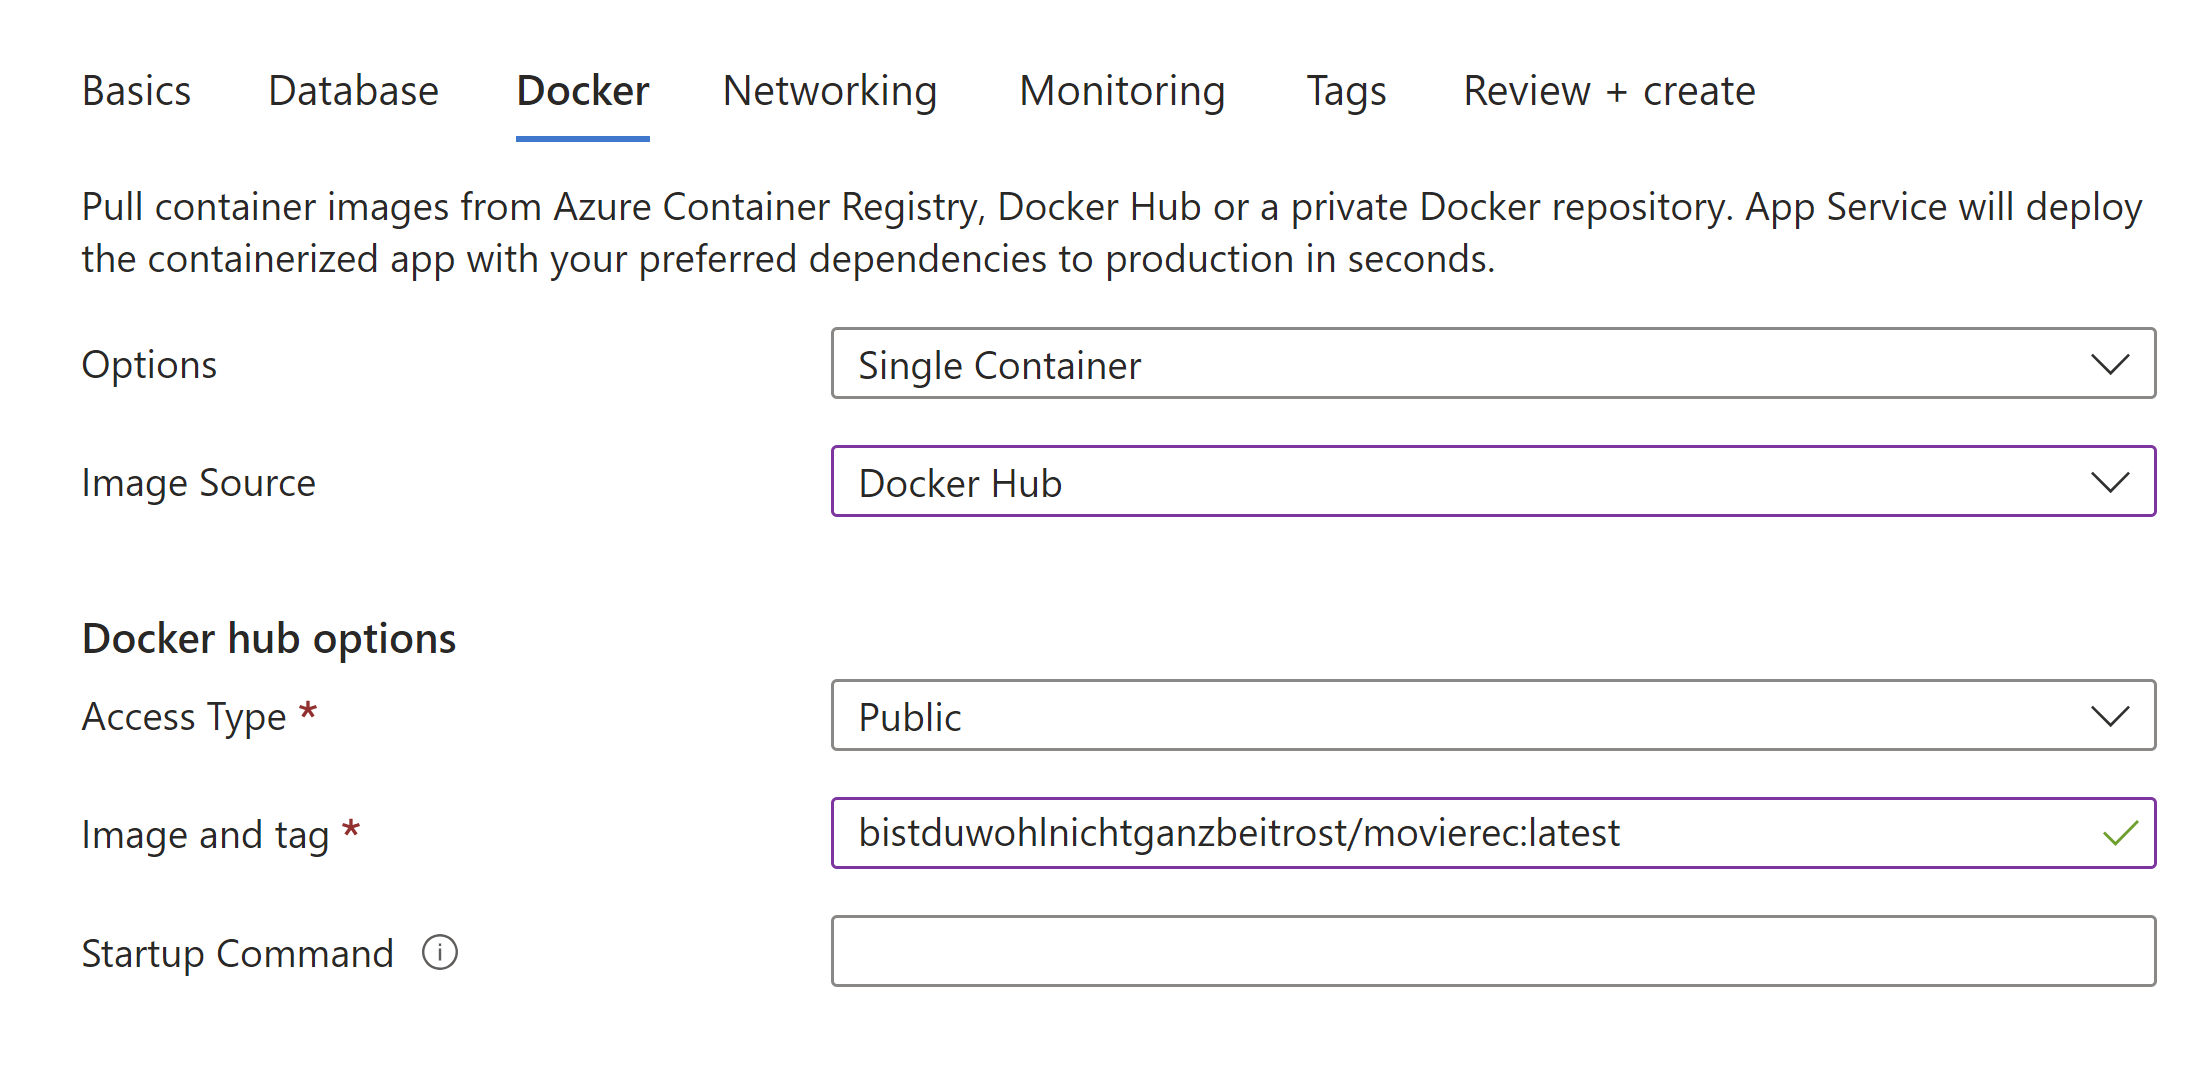 Basics Database Docker Networking Monitoring Tags Review + create
Pull container images from Azure Container Registry, Docker Hub or a private Docker repository. App Service will deploy
the containerized app with your preferred dependencies to production in seconds.
Options Single Container
Image Source Docker Hub
Docker hub options
Access Type * Public
Image and tag * bistduwohlnichtganzbeitrost/movierec:latest
Startup Command